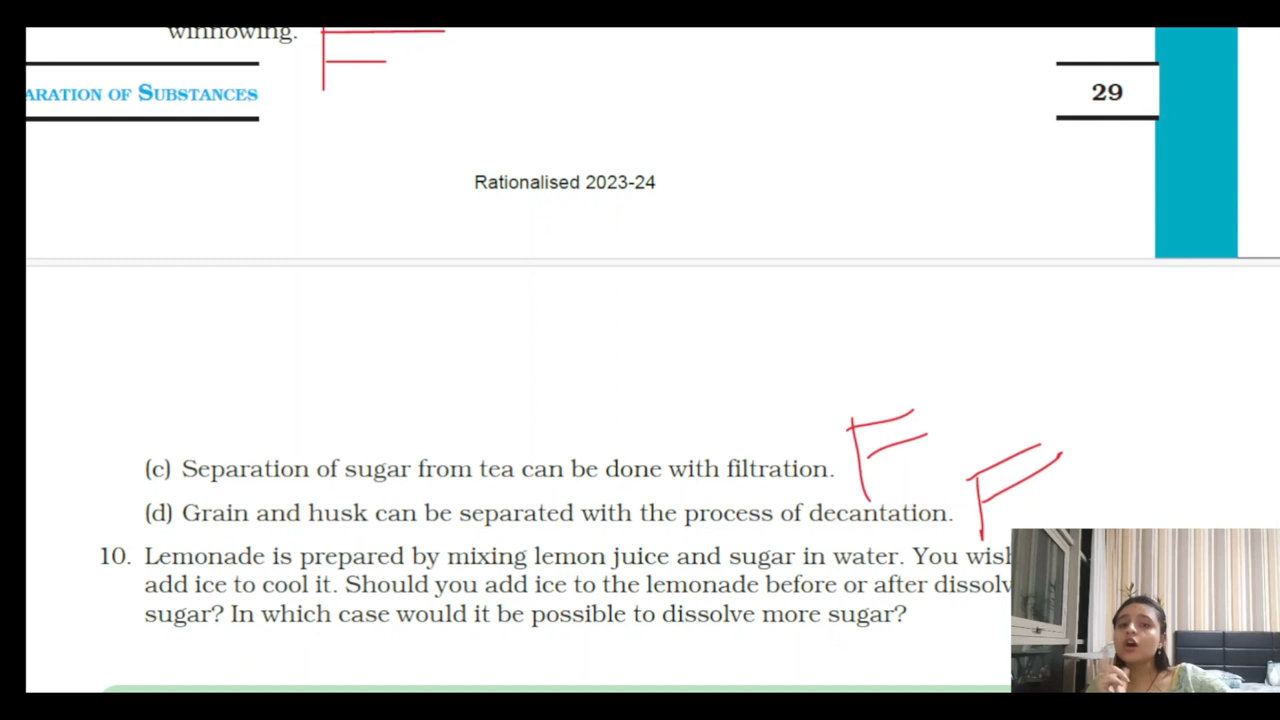 winnowing. F
ARATION OF SUBSTANCES
29
Rationalised 2023-24
(c) Separation of sugar from tea can be done with filtration. F
(d) Grain and husk can be separated with the process of decantation. F
10. Lemonade is prepared by mixing lemon juice and sugar in water. You wish
add ice to cool it. Should you add ice to the lemonade before or after dissolv
sugar? In which case would it be possible to dissolve more sugar?